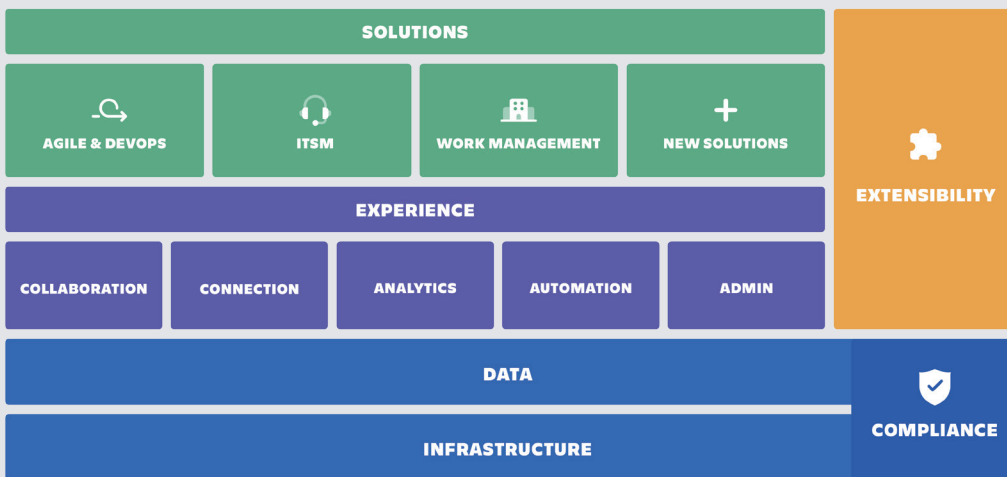 SOLUTIONS
AGILE & DEVOPS
ITSM
WORK MANAGEMENT
NEW SOLUTIONS
EXTENSIBILITY
EXPERIENCE
COLLABORATION
CONNECTION
ANALYTICS
AUTOMATION
ADMIN
DATA
COMPLIANCE
INFRASTRUCTURE